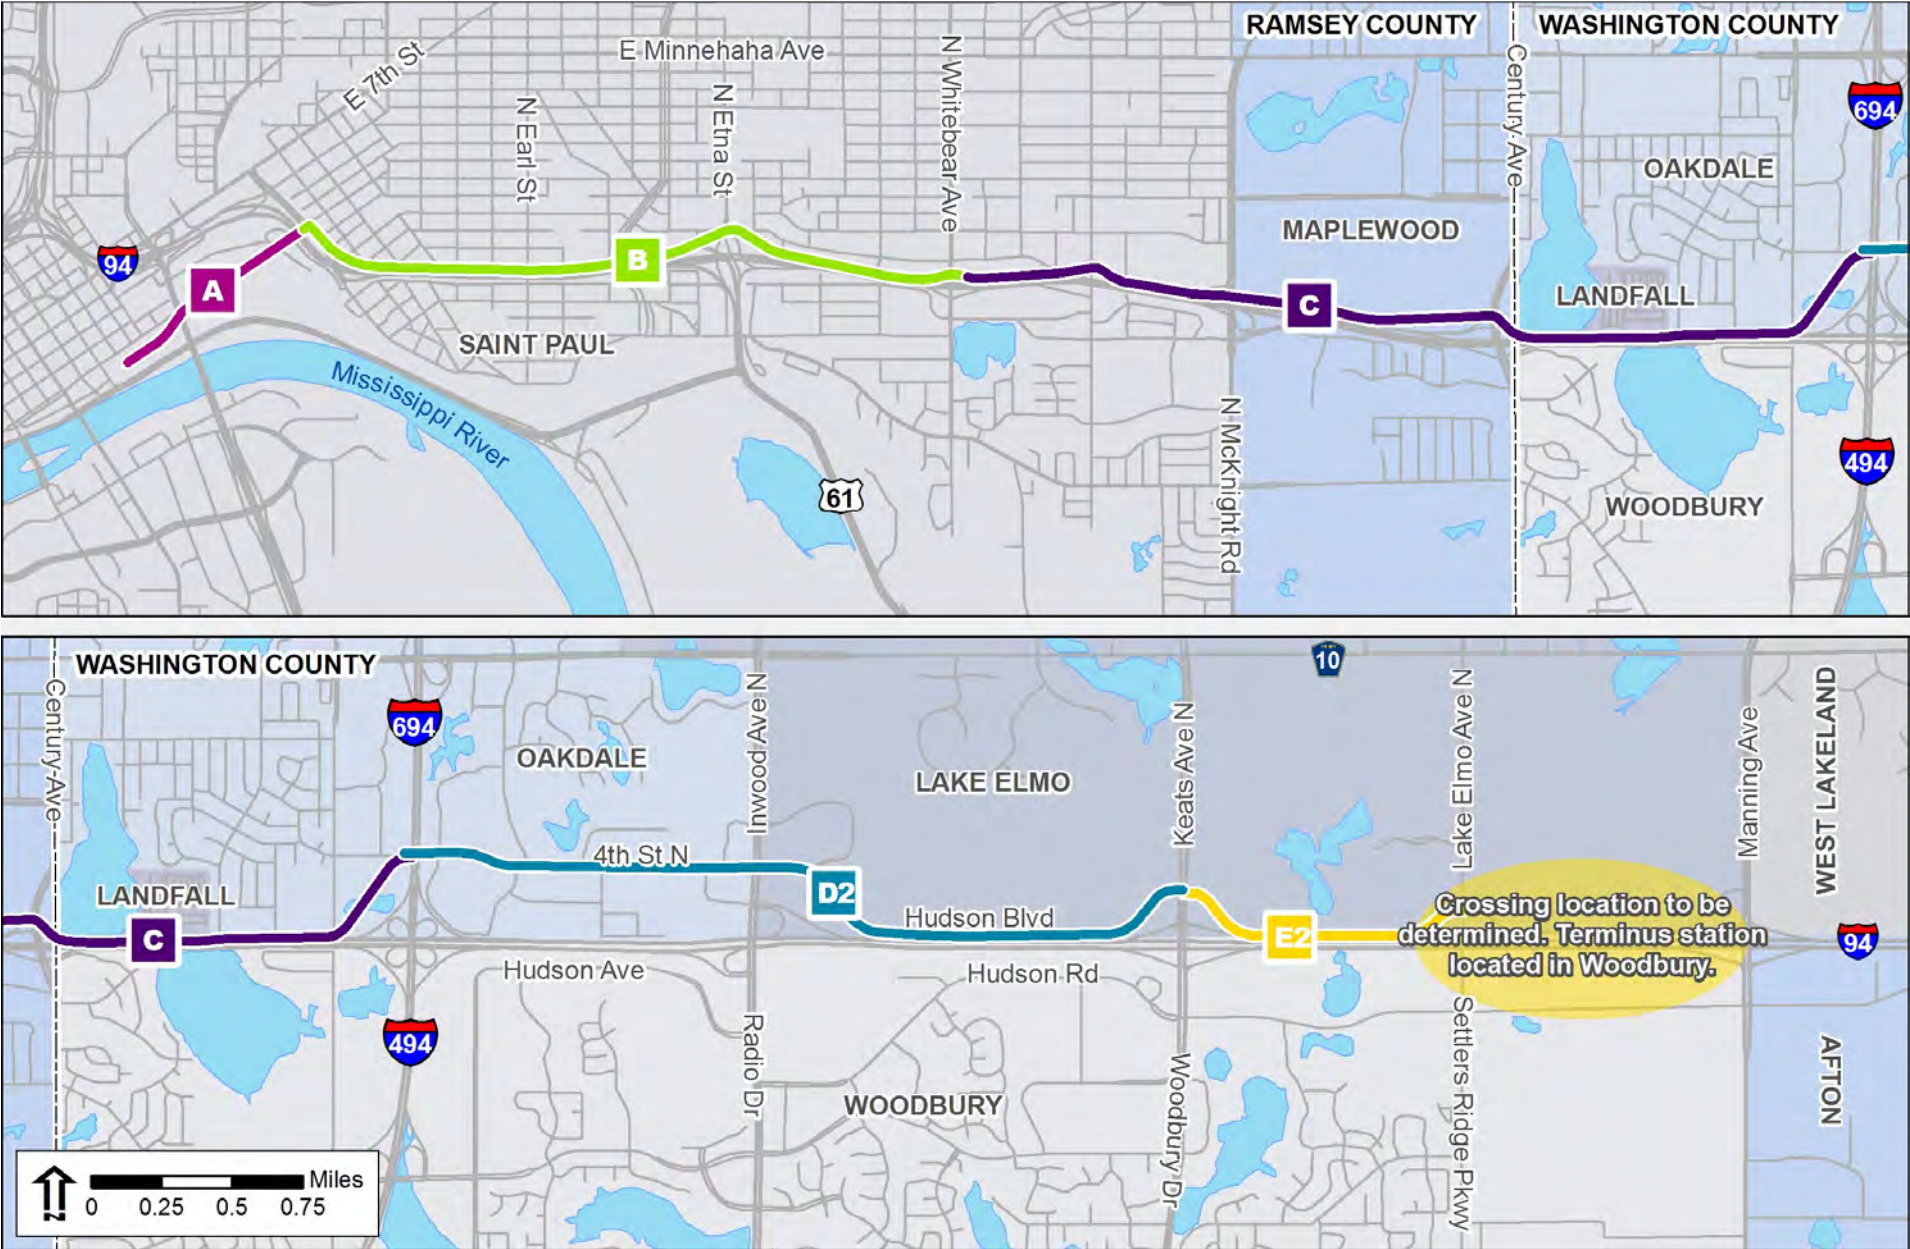 RAMSEY COUNTY
WASHINGTON COUNTY
E 7th St
E Minnehaha Ave
N Earl St
N Etna St
N Whitebear Ave
Century Ave
694
OAKDALE
MAPLEWOOD
94
A
B
C
LANDFALL
SAINT PAUL
Mississippi River
61
N McKnight Rd
494
WOODBURY
WASHINGTON COUNTY
10
Century Ave
694
OAKDALE
Inwood Ave N
LAKE ELMO
Keats Ave N
Lake Elmo Ave N
Manning Ave
WEST LAKELAND
4th St N
LANDFALL
C
D2
Hudson Blvd
E2
Crossing location to be
determined. Terminus station
located in Woodbury.
94
Hudson Ave
Hudson Rd
494
Radio Dr
WOODBURY
Woodbury Dr
Settlers Ridge Pkwy
AFTON
N
Miles
0 0.25 0.5 0.75